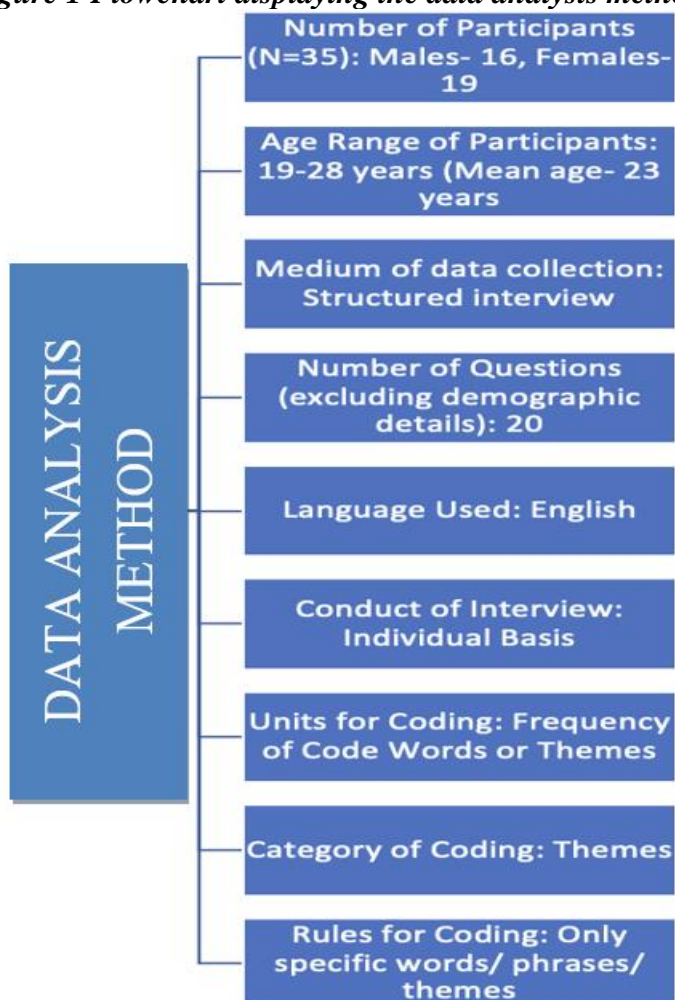 Figure 1 Flowchart displaying the data analysis method
Number of Participants
(N=35): Males- 16, Females-
19
Age Range of Participants:
19-28 years (Mean age- 23
years
Medium of data collection:
Structured interview
Number of Questions
(excluding demographic
details): 20
Language Used: English
Conduct of Interview:
Individual Basis
Units for Coding: Frequency
of Code Words or Themes
Category of Coding: Themes
Rules for Coding: Only
specific words/ phrases/
themes
DATA ANALYSIS
METHOD